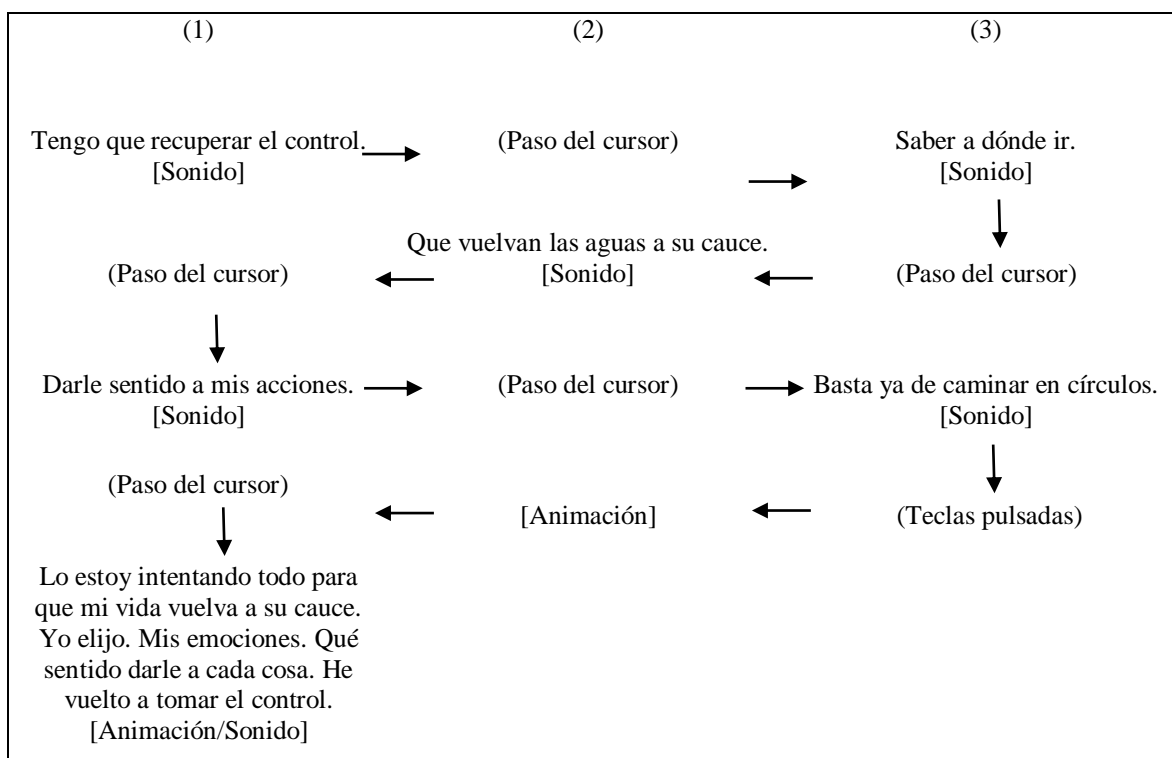 (1) (2) (3)
Tengo que recuperar el control. (Paso del cursor) Saber a dónde ir.
[Sonido] [Sonido]
Que vuelvan las aguas a su cauce.
(Paso del cursor) [Sonido] (Paso del cursor)
Darle sentido a mis acciones. (Paso del cursor) Basta ya de caminar en círculos.
[Sonido] [Sonido]
(Paso del cursor)
[Animación] (Teclas pulsadas)
Lo estoy intentando todo para
que mi vida vuelva a su cauce.
Yo elijo. Mis emociones. Qué
sentido darle a cada cosa. He
vuelto a tomar el control.
[Animación/Sonido]